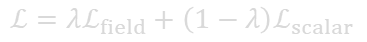 ℒ = λℒ_field + (1 − λ)ℒ_scalar